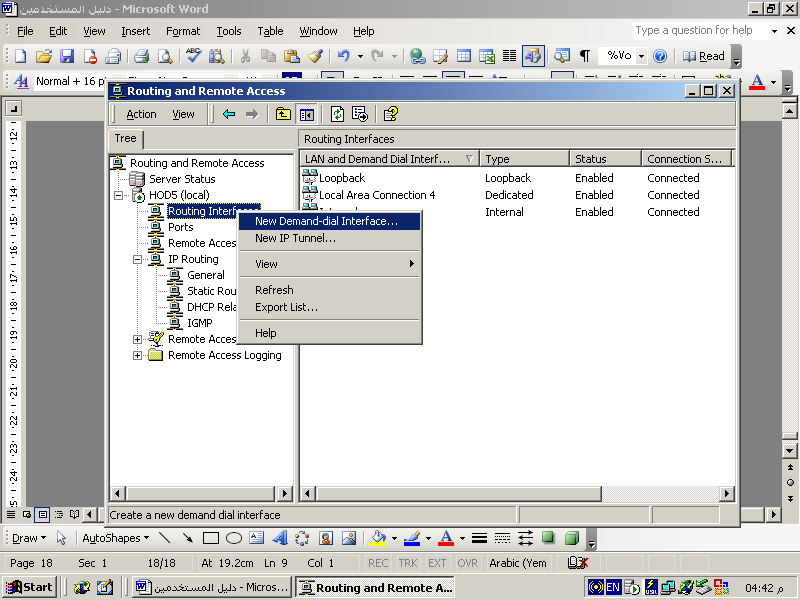 دليل المستخدمين - Microsoft Word
File Edit View Insert Format Tools Table Window Help
Type a question for help
%٧٥ Read
Normal + 16 p
Routing and Remote Access
Action View
Tree
Routing Interfaces
Routing and Remote Access
Server Status
HOD5 (local)
Routing Interf
Ports
Remote Acces
IP Routing
General
Static Rou
DHCP Rela
IGMP
Remote Acces
Remote Access Logging
LAN and Demand Dial Interf... Type Status Connection S...
Loopback Loopback Enabled Connected
Local Area Connection 4 Dedicated Enabled Connected
Internal Enabled Connected
New Demand-dial Interface...
New IP Tunnel...
View
Refresh
Export List...
Help
Create a new demand dial interface
Draw AutoShapes
Page 18 Sec 1 18/18 At 19.2cm Ln 9 Col 1 REC TRK EXT OVR Arabic (Yem
Start دليل المستخدمين - Microsoft Word... Routing and Remote A... EN 04:42 م